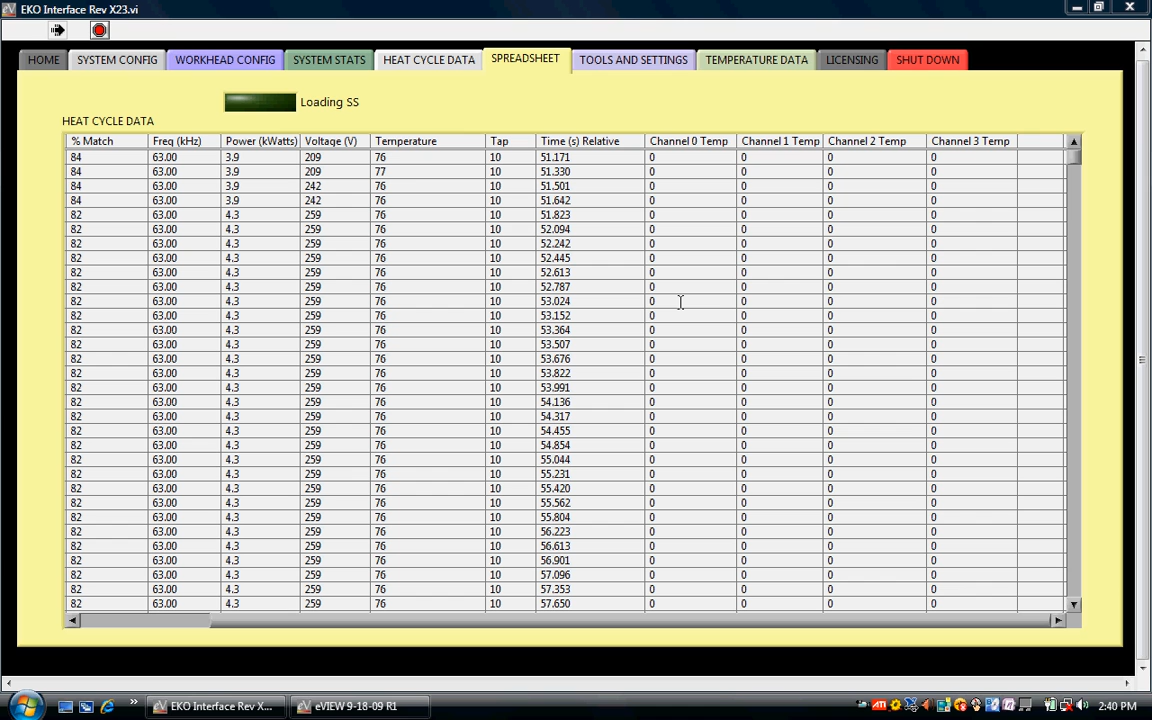 EKO Interface Rev X23.vi
HOME SYSTEM CONFIG WORKHEAD CONFIG SYSTEM STATS HEAT CYCLE DATA SPREADSHEET TOOLS AND SETTINGS TEMPERATURE DATA LICENSING SHUT DOWN
Loading SS
HEAT CYCLE DATA
% Match Freq (kHz) Power (kWatts) Voltage (V) Temperature Tap Time (s) Relative Channel 0 Temp Channel 1 Temp Channel 2 Temp Channel 3 Temp
84 63.00 3.9 209 76 10 51.171 0 0 0 0
84 63.00 3.9 209 77 10 51.330 0 0 0 0
84 63.00 3.9 242 76 10 51.501 0 0 0 0
84 63.00 3.9 242 76 10 51.642 0 0 0 0
82 63.00 4.3 259 76 10 51.823 0 0 0 0
82 63.00 4.3 259 76 10 52.094 0 0 0 0
82 63.00 4.3 259 76 10 52.242 0 0 0 0
82 63.00 4.3 259 76 10 52.445 0 0 0 0
82 63.00 4.3 259 76 10 52.613 0 0 0 0
82 63.00 4.3 259 76 10 52.787 0 0 0 0
82 63.00 4.3 259 76 10 53.024 0 0 0 0
82 63.00 4.3 259 76 10 53.152 0 0 0 0
82 63.00 4.3 259 76 10 53.364 0 0 0 0
82 63.00 4.3 259 76 10 53.507 0 0 0 0
82 63.00 4.3 259 76 10 53.676 0 0 0 0
82 63.00 4.3 259 76 10 53.822 0 0 0 0
82 63.00 4.3 259 76 10 53.991 0 0 0 0
82 63.00 4.3 259 76 10 54.136 0 0 0 0
82 63.00 4.3 259 76 10 54.317 0 0 0 0
82 63.00 4.3 259 76 10 54.455 0 0 0 0
82 63.00 4.3 259 76 10 54.854 0 0 0 0
82 63.00 4.3 259 76 10 55.044 0 0 0 0
82 63.00 4.3 259 76 10 55.231 0 0 0 0
82 63.00 4.3 259 76 10 55.420 0 0 0 0
82 63.00 4.3 259 76 10 55.562 0 0 0 0
82 63.00 4.3 259 76 10 55.804 0 0 0 0
82 63.00 4.3 259 76 10 56.223 0 0 0 0
82 63.00 4.3 259 76 10 56.613 0 0 0 0
82 63.00 4.3 259 76 10 56.901 0 0 0 0
82 63.00 4.3 259 76 10 57.096 0 0 0 0
82 63.00 4.3 259 76 10 57.353 0 0 0 0
82 63.00 4.3 259 76 10 57.650 0 0 0 0
EKO Interface Rev X... eVIEW 9-18-09 R1 2:40 PM